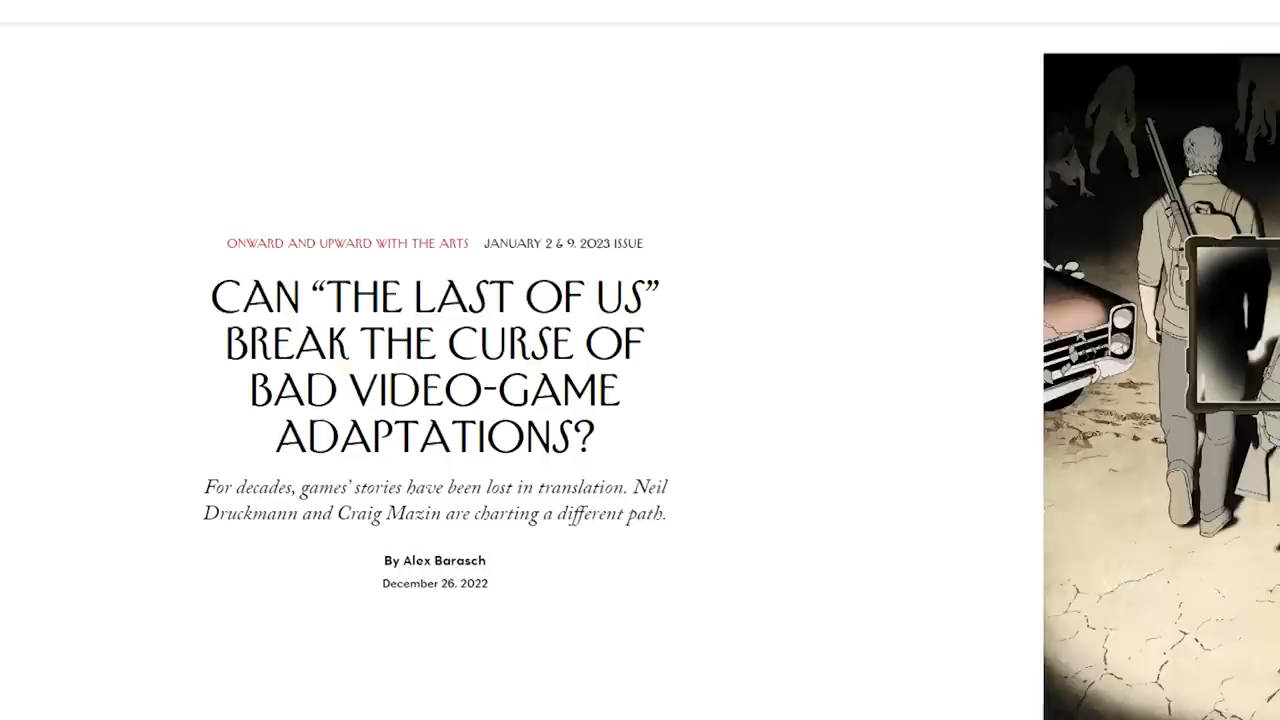 ONWARD AND UPWARD WITH THE ARTS JANUARY 2 & 9, 2023 ISSUE
CAN “THE LAST OF US”
BREAK THE CURSE OF
BAD VIDEO-GAME
ADAPTATIONS?
For decades, games’ stories have been lost in translation. Neil
Druckmann and Craig Mazin are charting a different path.
By Alex Barasch
December 26, 2022